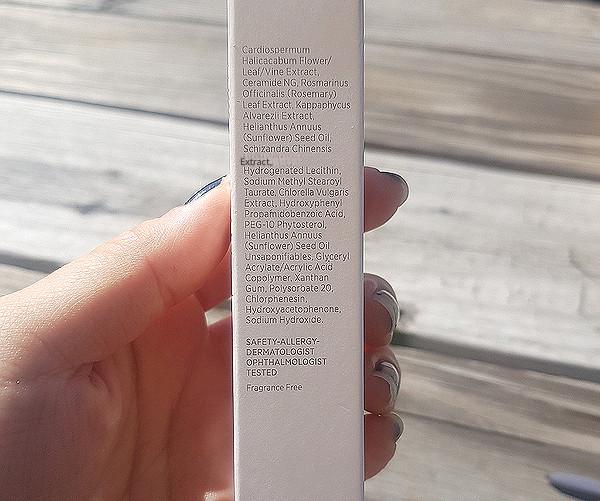 Cardiospermum
Halicacabum Flower/
Leaf/Vine Extract,
Ceramide NG, Rosmarinus
Officinalis (Rosemary)
Leaf Extract, Kappaphycus
Alvarezii Extract,
Helianthus Annuus
(Sunflower) Seed Oil,
Schizandra Chinensis
Extract,
Hydrogenated Lecithin,
Sodium Methyl Stearoyl
Taurate, Chlorella Vulgaris
Extract, Hydroxyphenyl
Propamidobenzoic Acid,
PEG-10 Phytosterol,
Helianthus Annuus
(Sunflower) Seed Oil
Unsaponifiables, Glyceryl
Acrylate/Acrylic Acid
Copolymer, Xanthan
Gum, Polysorbate 20,
Chlorphenesin,
Hydroxyacetophenone,
Sodium Hydroxide.
SAFETY-ALLERGY-
DERMATOLOGIST
OPHTHALMOLOGIST
TESTED
Fragrance Free